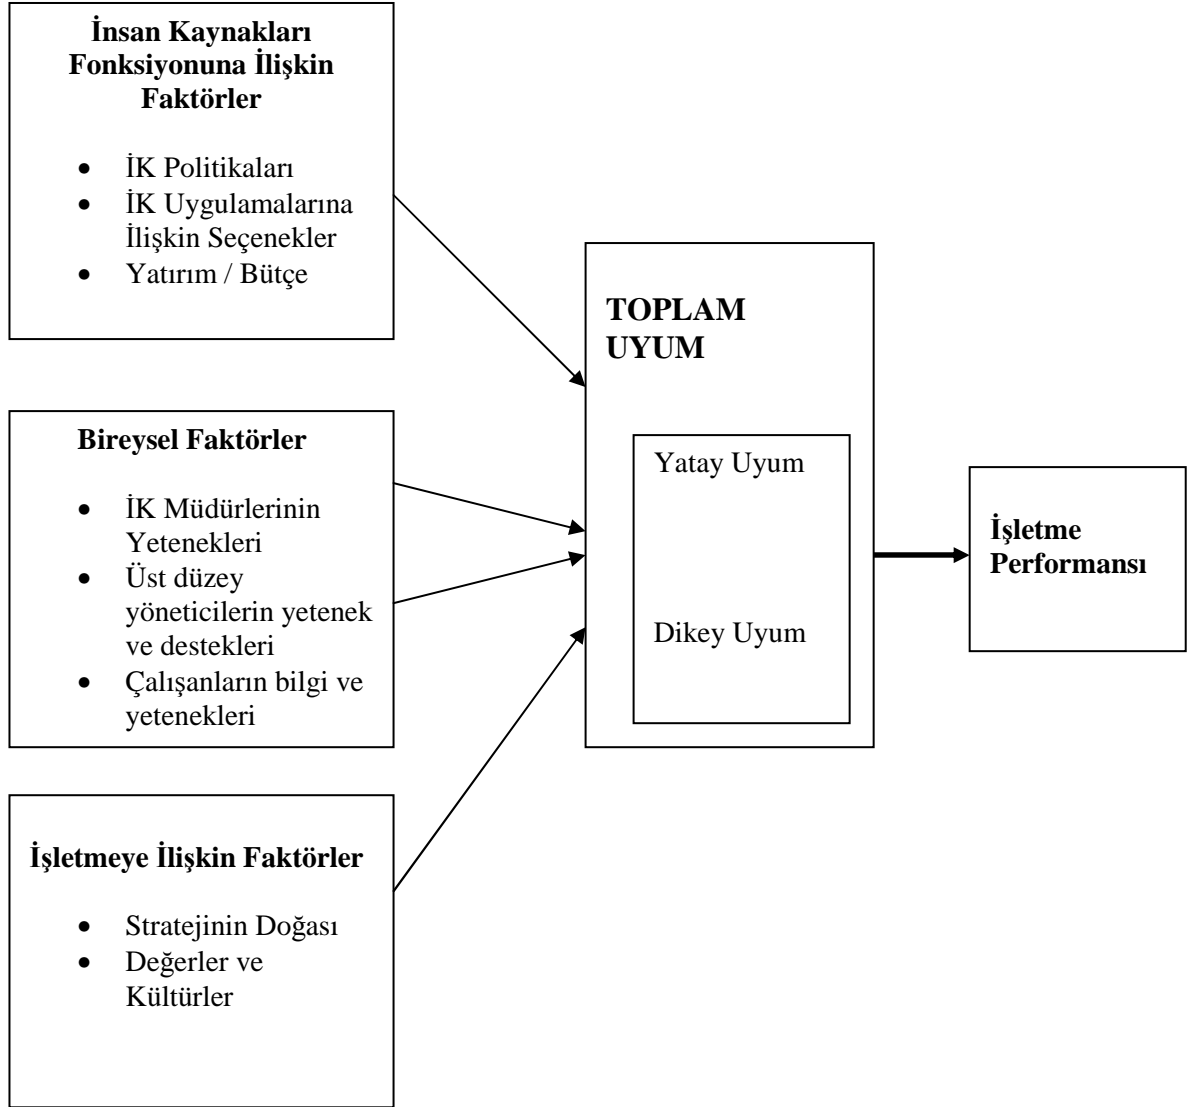 İnsan Kaynakları
Fonksiyonuna İlişkin
Faktörler
• İK Politikaları
• İK Uygulamalarına
İlişkin Seçenekler
• Yatırım / Bütçe
Bireysel Faktörler
• İK Müdürlerinin
Yetenekleri
• Üst düzey
yöneticilerin yetenek
ve destekleri
• Çalışanların bilgi ve
yetenekleri
İşletmeye İlişkin Faktörler
• Stratejinin Doğası
• Değerler ve
Kültürler
TOPLAM
UYUM
Yatay Uyum
Dikey Uyum
İşletme
Performansı